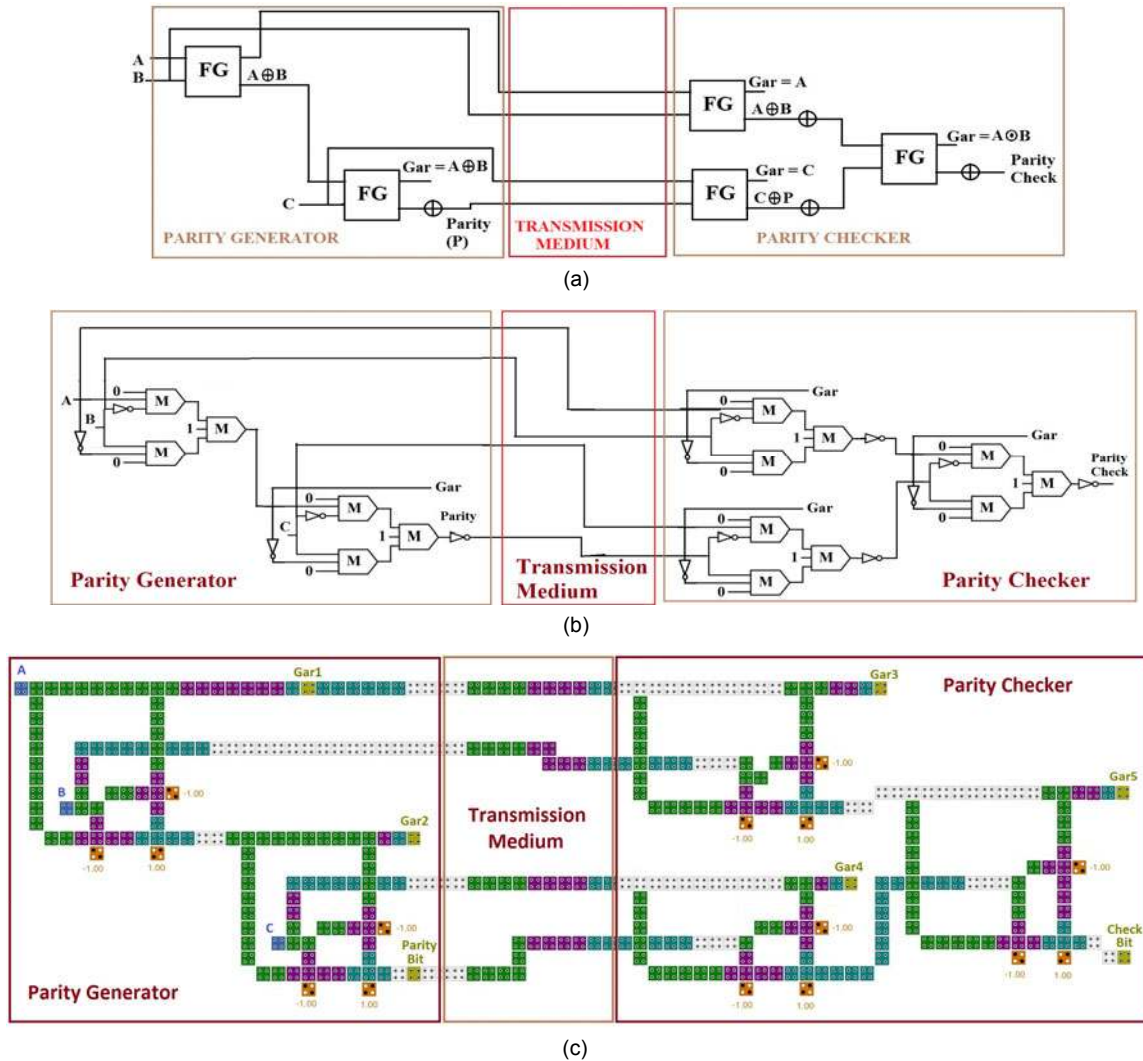 A
B
FG
A⊕B
C
FG
Gar = A⊕B
Parity
(P)
PARITY GENERATOR
TRANSMISSION
MEDIUM
FG
Gar = A
A⊕B
FG
Gar = C
C⊕P
FG
Gar = A⊙B
Parity
Check
PARITY CHECKER
(a)
A
B
0
M
1
M
M
0
Gar
C
0
M
1
M
M
0
Parity
Parity Generator
Transmission
Medium
Gar
0
M
1
M
M
0
Gar
0
M
1
M
M
0
Gar
0
M
1
M
M
0
Parity
Check
Parity Checker
(b)
A
Gar1
B
-1.00
-1.00
1.00
Gar2
C
-1.00
-1.00
1.00
Parity
Bit
Parity Generator
Transmission
Medium
Parity Checker
Gar3
-1.00
-1.00
1.00
Gar4
-1.00
-1.00
1.00
Gar5
-1.00
-1.00
1.00
Check
Bit
(c)